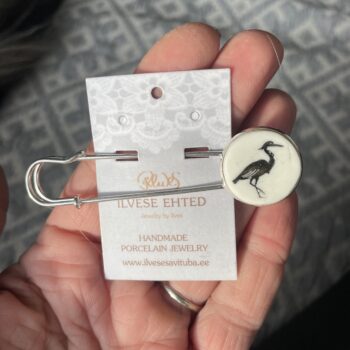 ILVESE EHTED
Jewelry by Ilves
HANDMADE
PORCELAIN JEWELRY
www.ilvesesavituba.ee